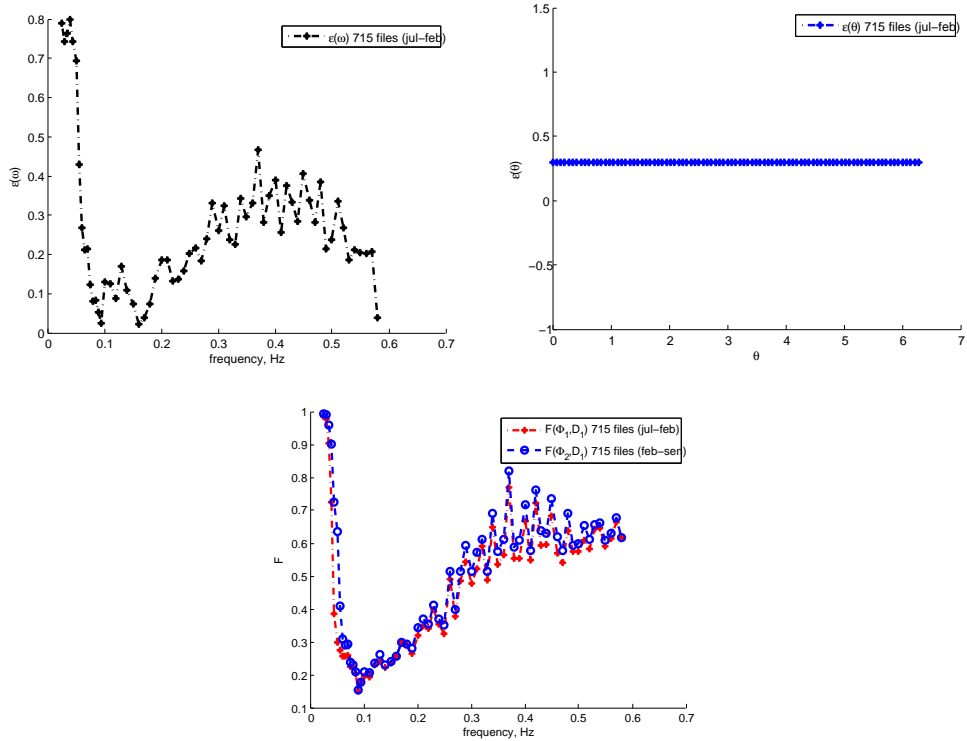 0.8
0.7
0.6
0.5
0.4
0.3
0.2
0.1
0
ε(ω)
ε(ω) 715 files (jul−feb)
0 0.1 0.2 0.3 0.4 0.5 0.6 0.7
frequency, Hz
1.5
1
0.5
0
−0.5
−1
ε(θ)
ε(θ) 715 files (jul−feb)
0 1 2 3 4 5 6 7
θ
1
0.9
0.8
0.7
0.6
0.5
0.4
0.3
0.2
0.1
F
F(Φ₁,D₁) 715 files (jul−feb)
F(Φ₂,D₁) 715 files (feb−sen)
0 0.1 0.2 0.3 0.4 0.5 0.6 0.7
frequency, Hz